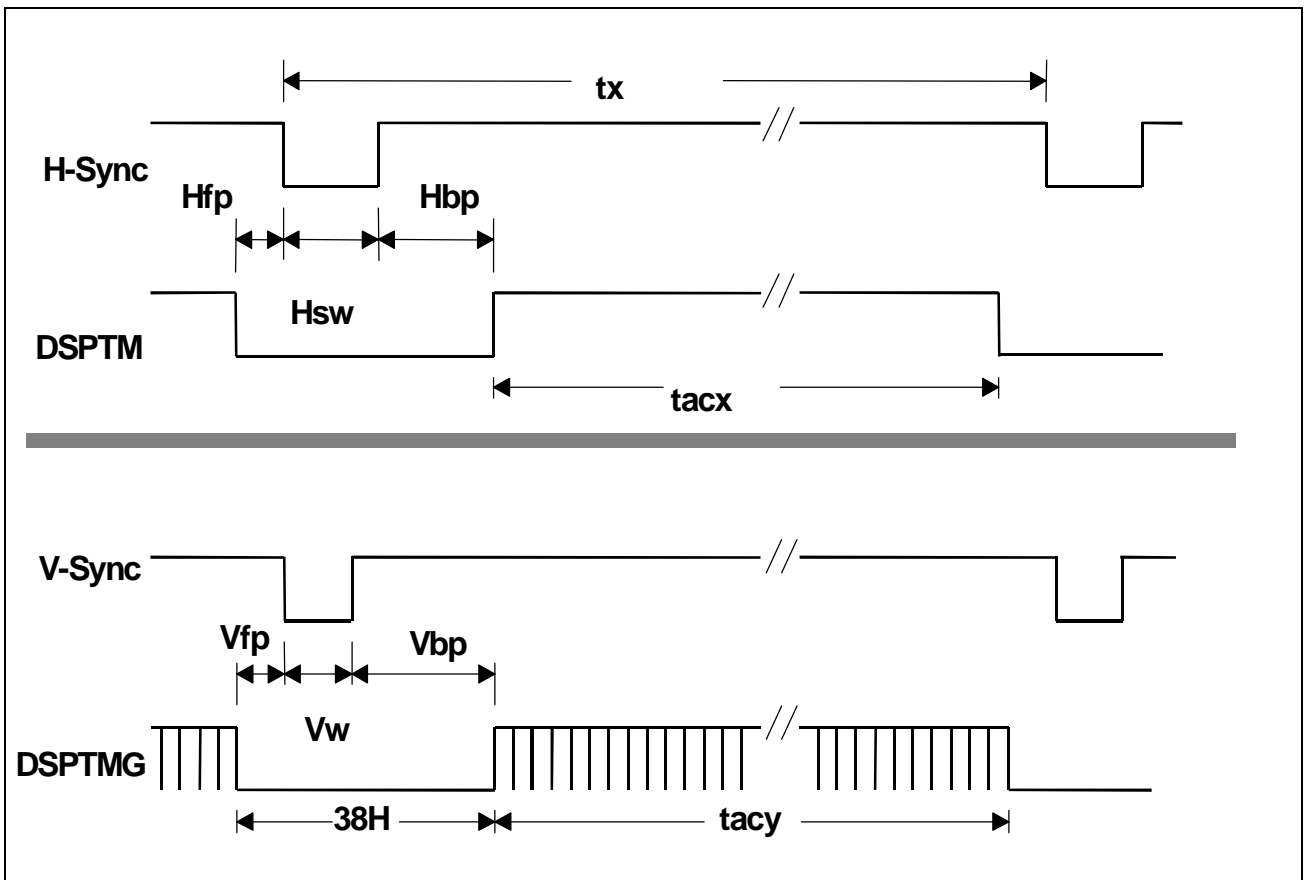 tx
H-Sync
Hfp
Hbp
Hsw
DSPTM
tacx
V-Sync
Vfp
Vbp
Vw
DSPTMG
38H
tacy